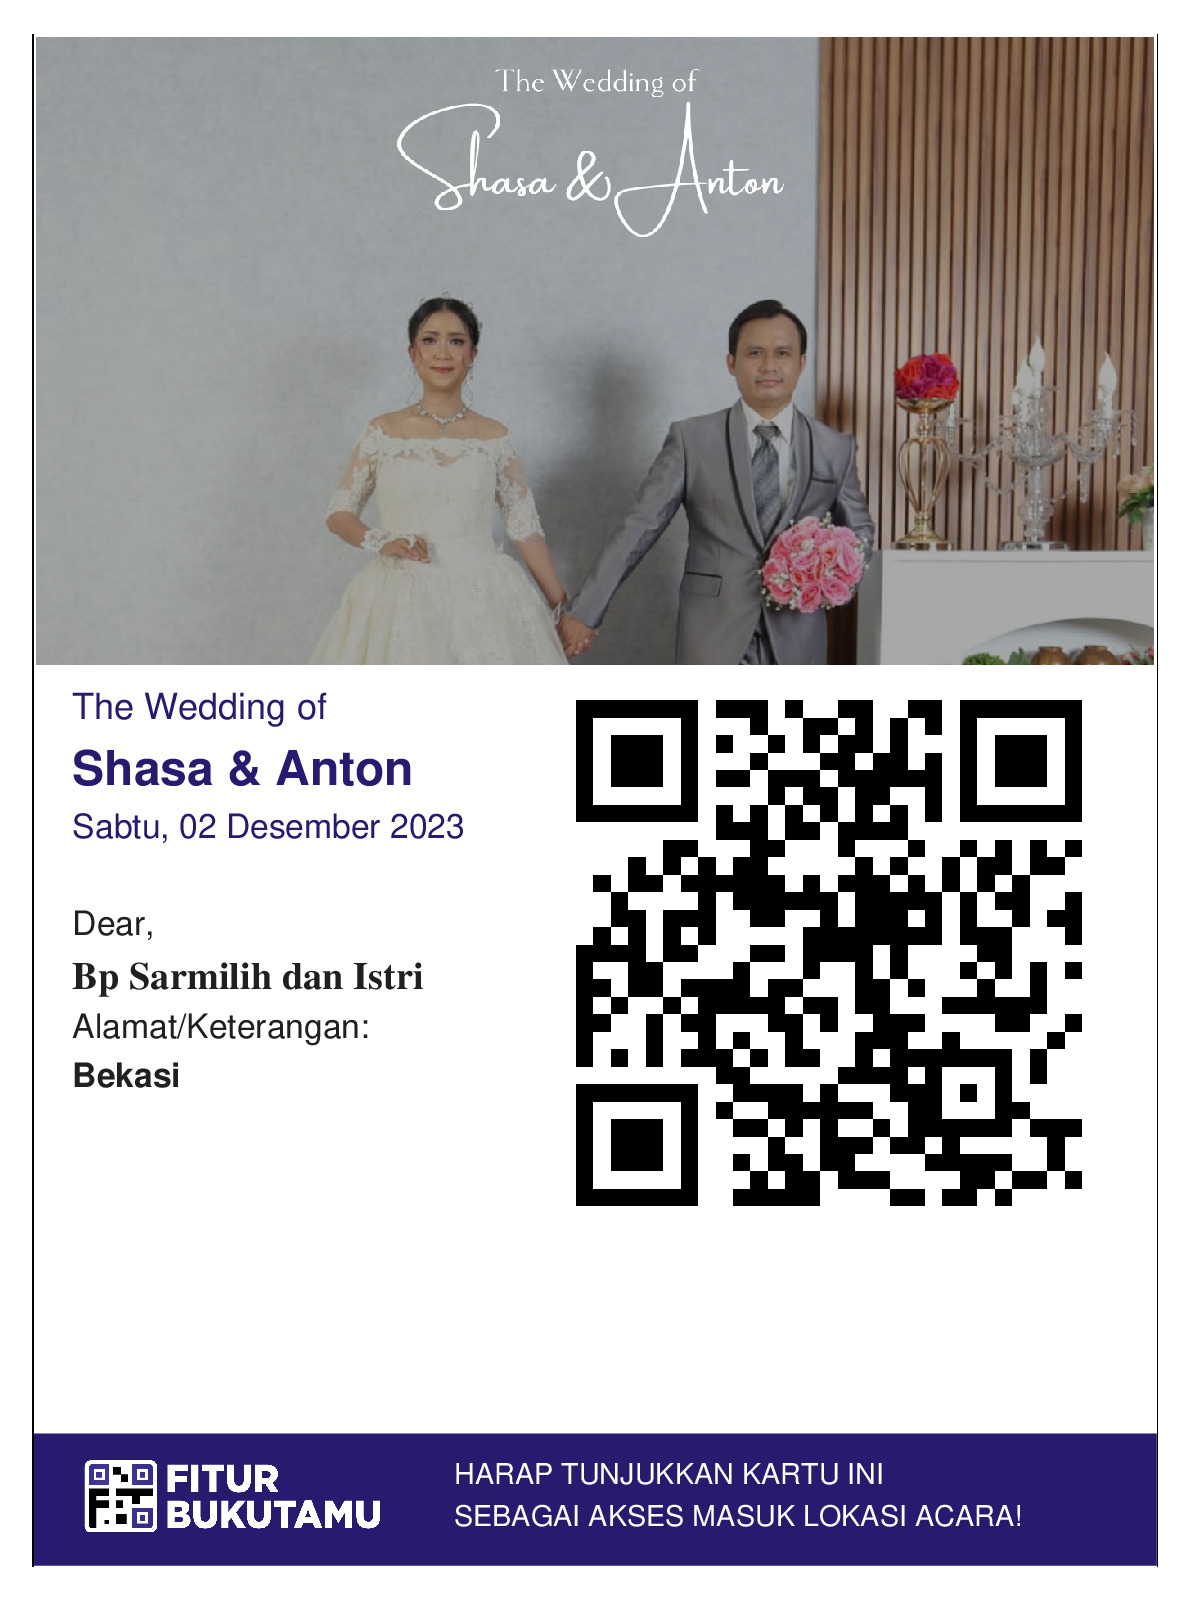 The Wedding of
Shasa & Anton
The Wedding of
Shasa & Anton
Sabtu, 02 Desember 2023
Dear,
Bp Sarmilih dan Istri
Alamat/Keterangan:
Bekasi
FITUR
BUKUTAMU
HARAP TUNJUKKAN KARTU INI
SEBAGAI AKSES MASUK LOKASI ACARA!